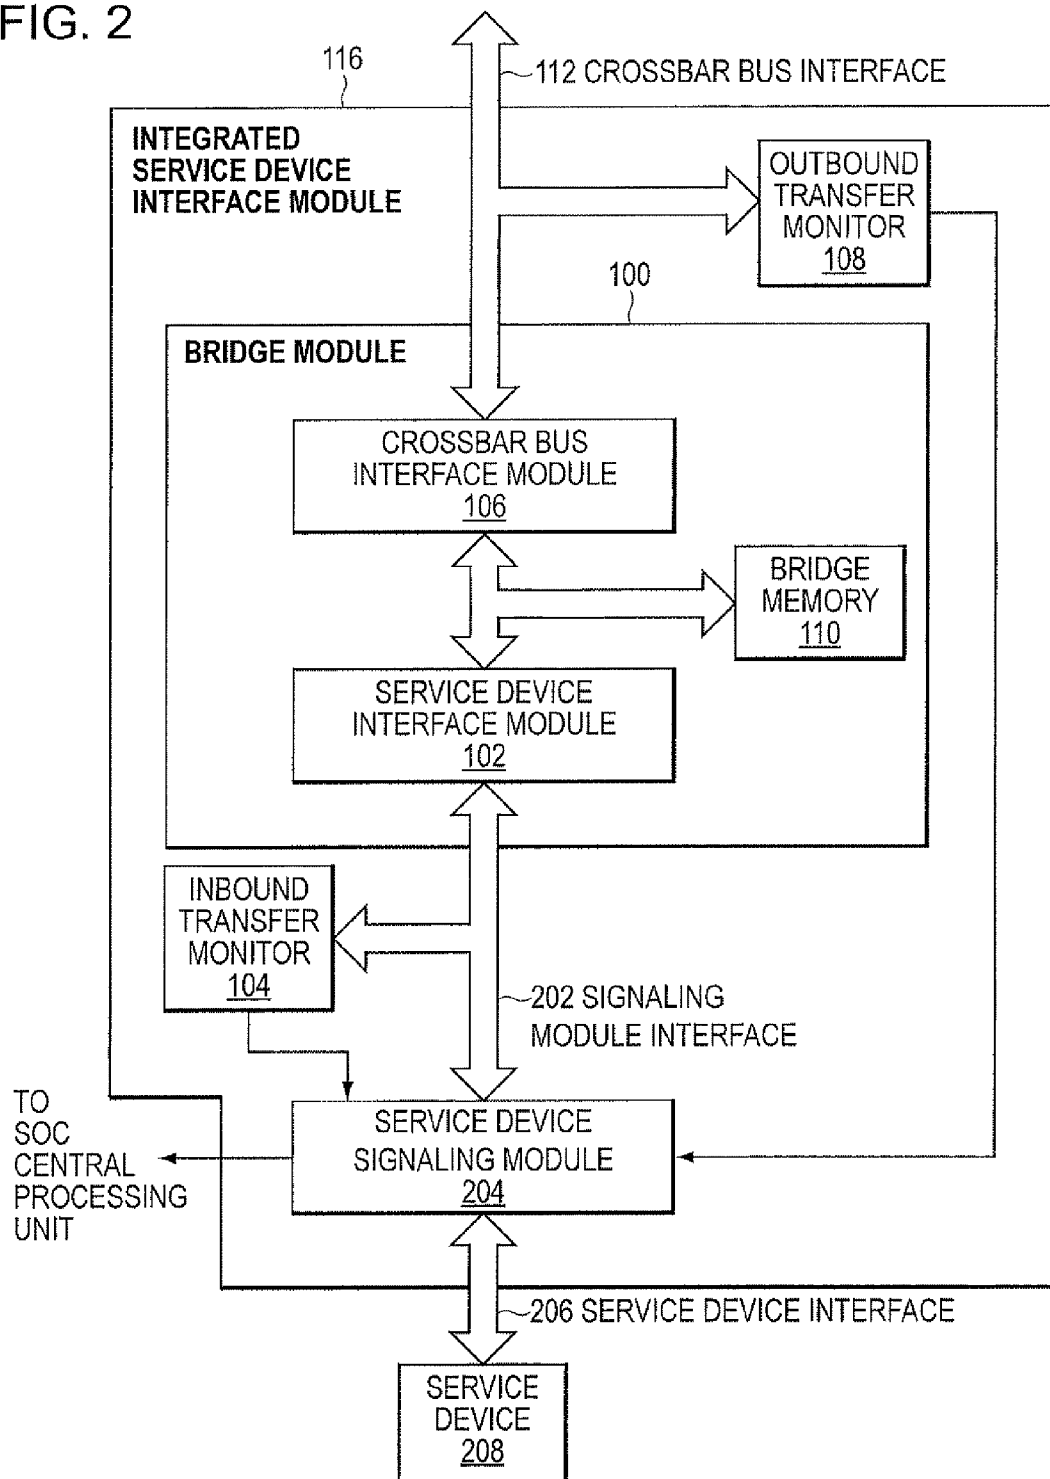 FIG. 2
116
112 CROSSBAR BUS INTERFACE
INTEGRATED
SERVICE DEVICE
INTERFACE MODULE
OUTBOUND
TRANSFER
MONITOR
108
100
BRIDGE MODULE
CROSSBAR BUS
INTERFACE MODULE
106
BRIDGE
MEMORY
110
SERVICE DEVICE
INTERFACE MODULE
102
INBOUND
TRANSFER
MONITOR
104
202 SIGNALING
MODULE INTERFACE
TO
SOC
CENTRAL
PROCESSING
UNIT
SERVICE DEVICE
SIGNALING MODULE
204
206 SERVICE DEVICE INTERFACE
SERVICE
DEVICE
208